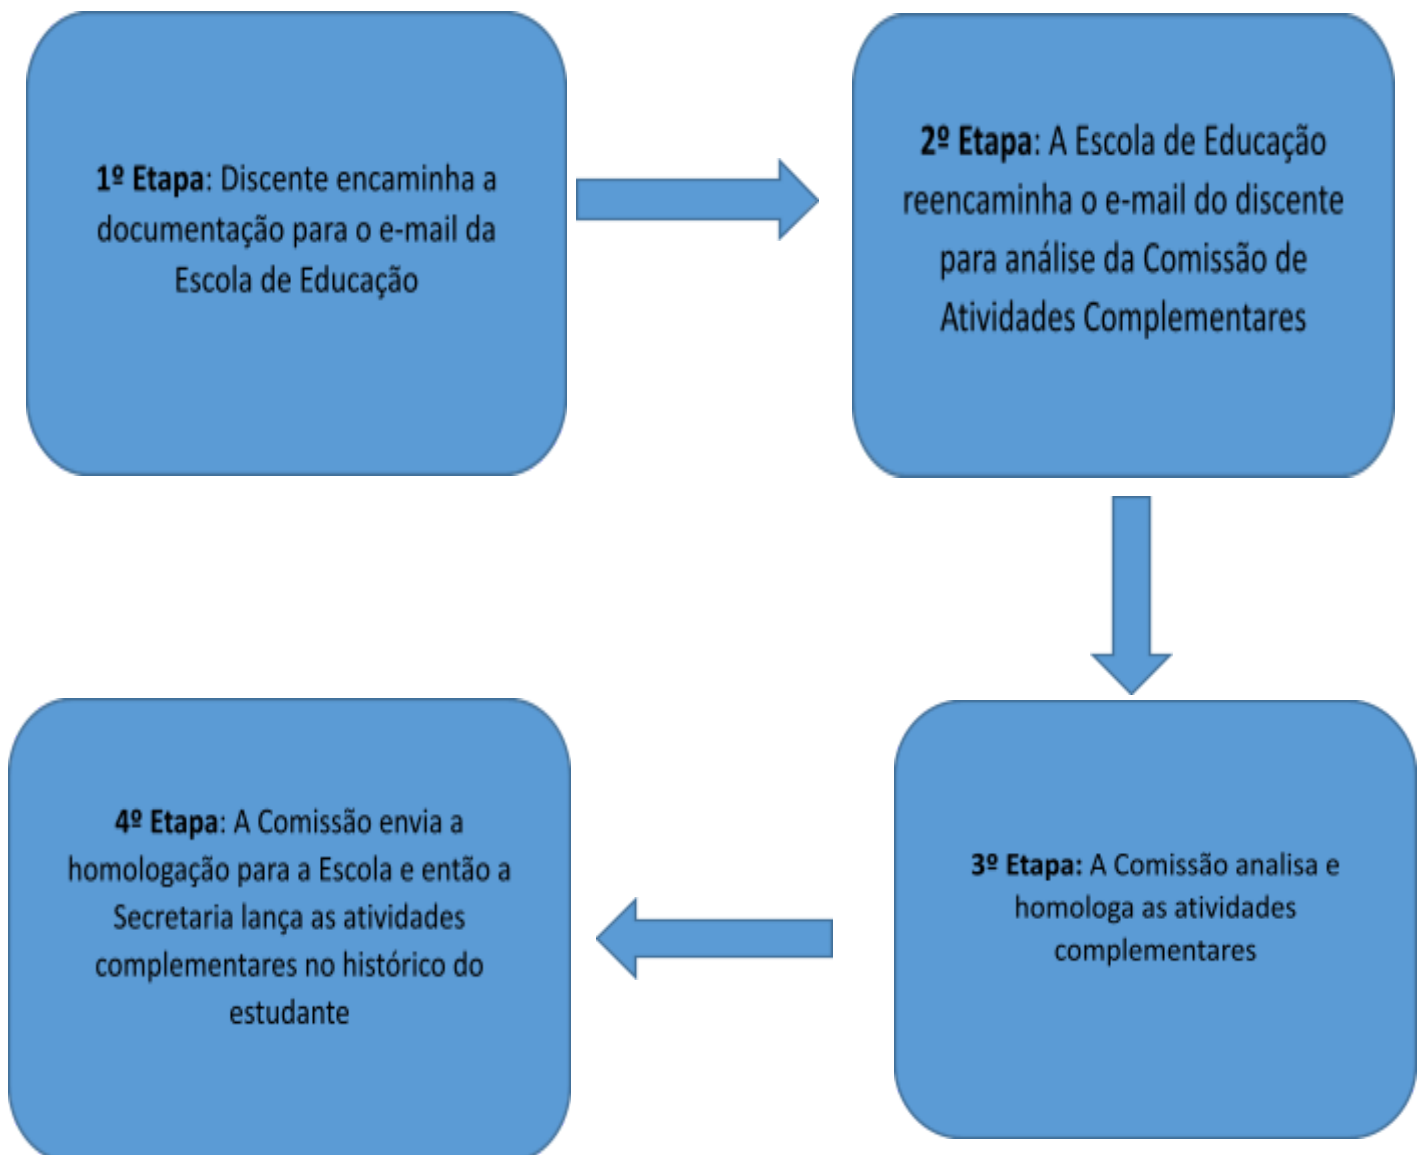 1º Etapa: Discente encaminha a
documentação para o e-mail da
Escola de Educação
2º Etapa: A Escola de Educação
reencaminha o e-mail do discente
para análise da Comissão de
Atividades Complementares
3º Etapa: A Comissão analisa e
homologa as atividades
complementares
4º Etapa: A Comissão envia a
homologação para a Escola e então a
Secretaria lança as atividades
complementares no histórico do
estudante